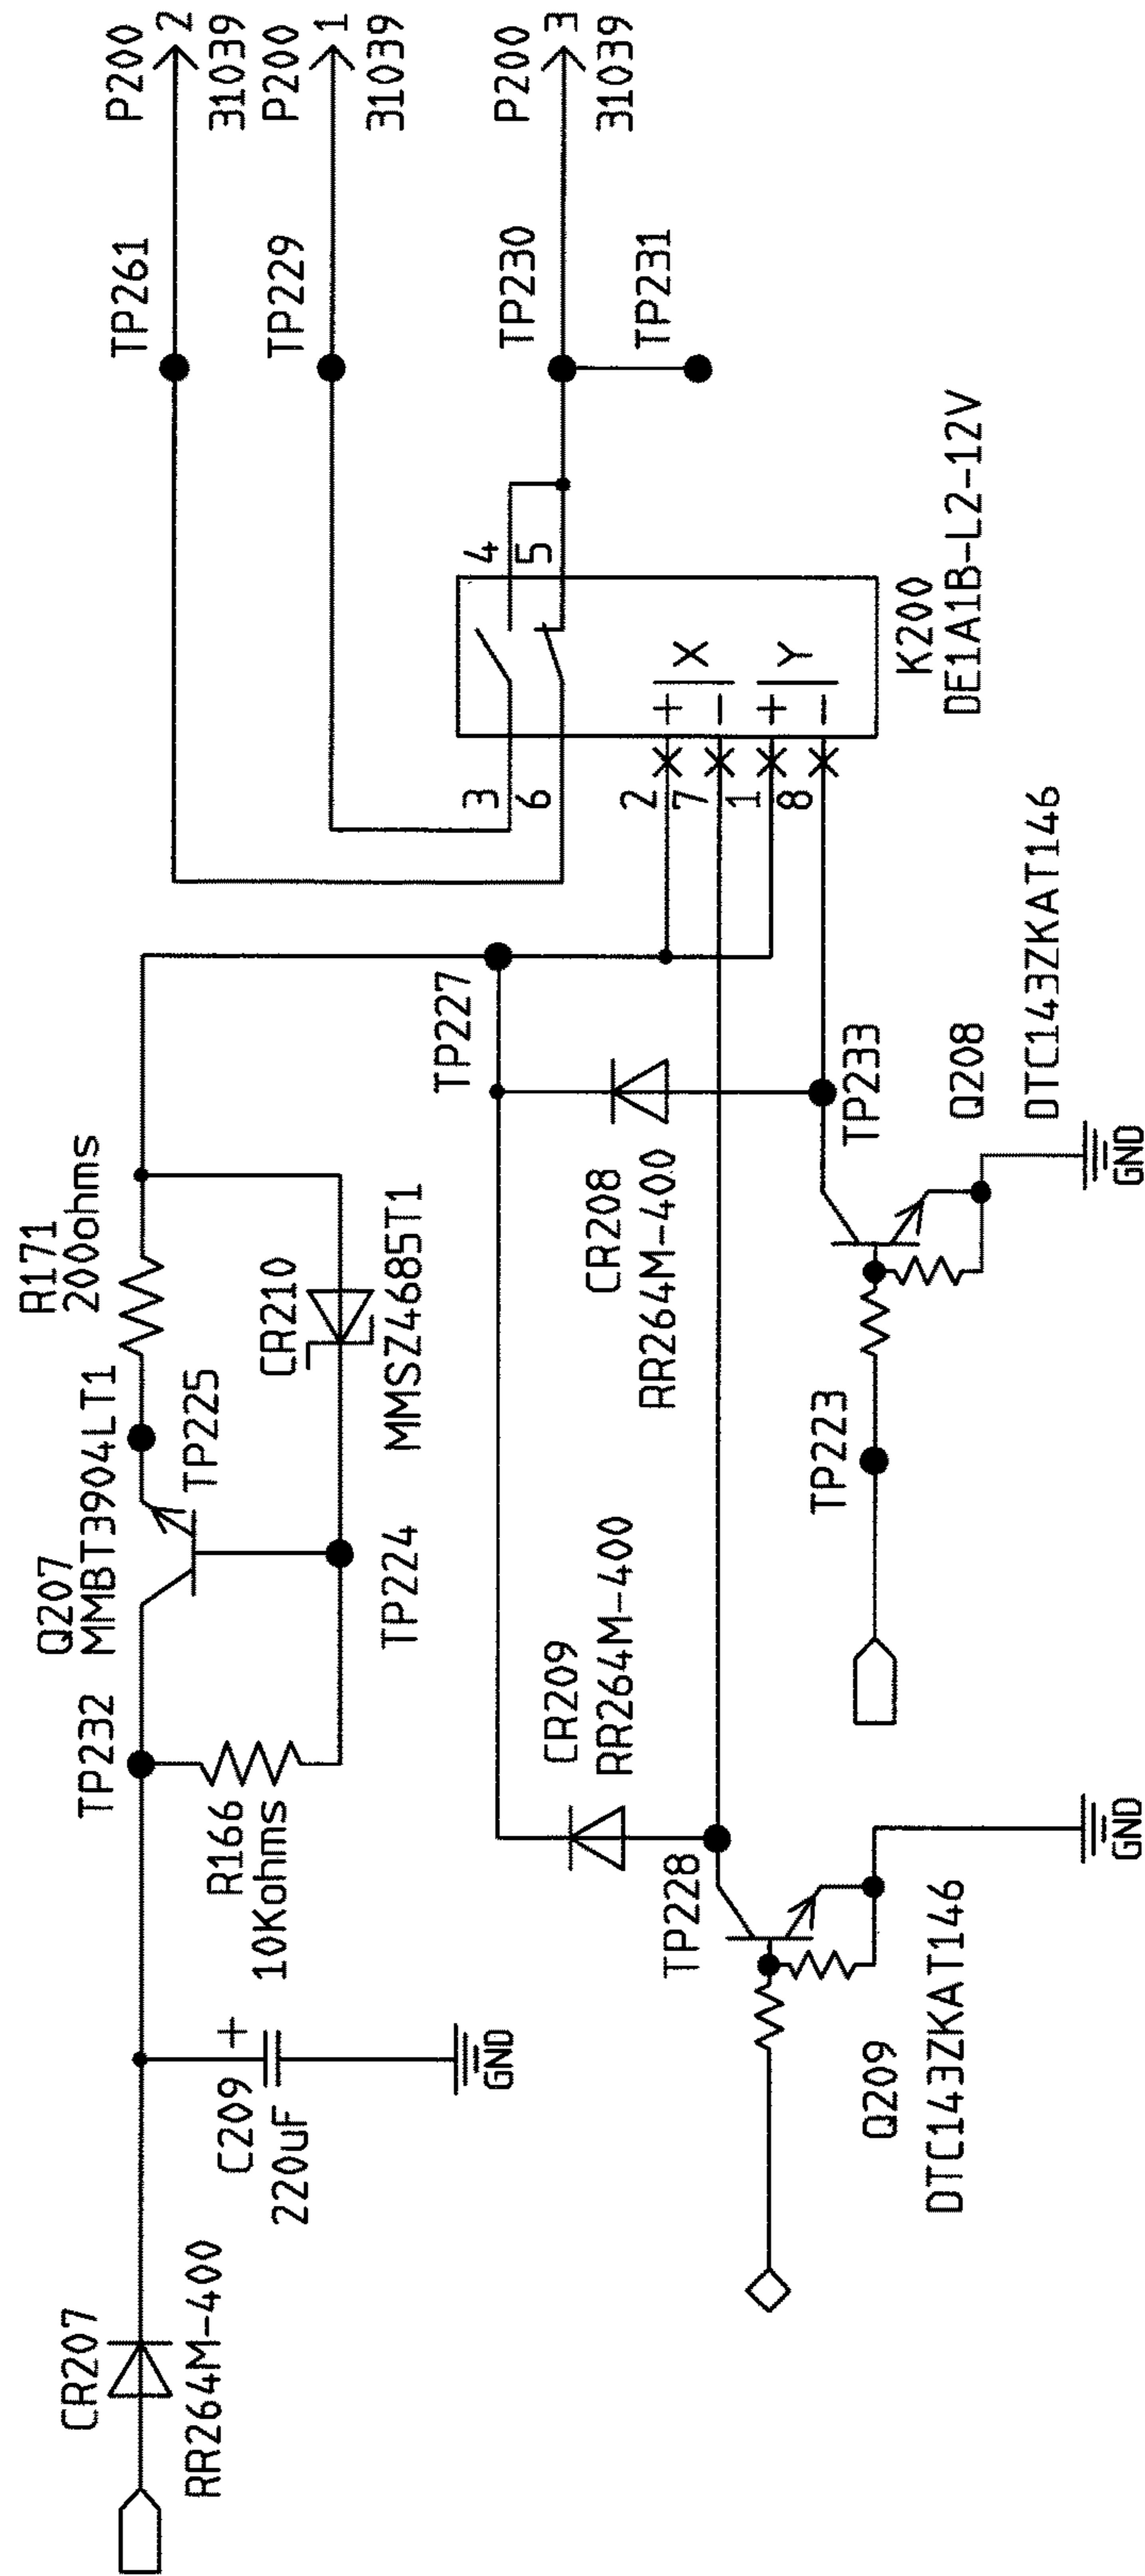 CR207
RR264M-400
C209
+
220uF
GND
TP232
R166
10Kohms
Q207
MMBT3904LT1
TP225
TP224
R171
200ohms
CR210
MMSZ4685T1
TP261
P200
2
31039
TP229
P200
1
31039
TP230
P200
3
31039
TP231
TP227
3
4
6
5
2
+
X
7
-
1
+
Y
8
-
K200
DE1A1B-L2-12V
CR209
RR264M-400
CR208
RR264M-400
TP228
Q209
DTC143ZKAT146
GND
TP223
TP233
Q208
DTC143ZKAT146
GND